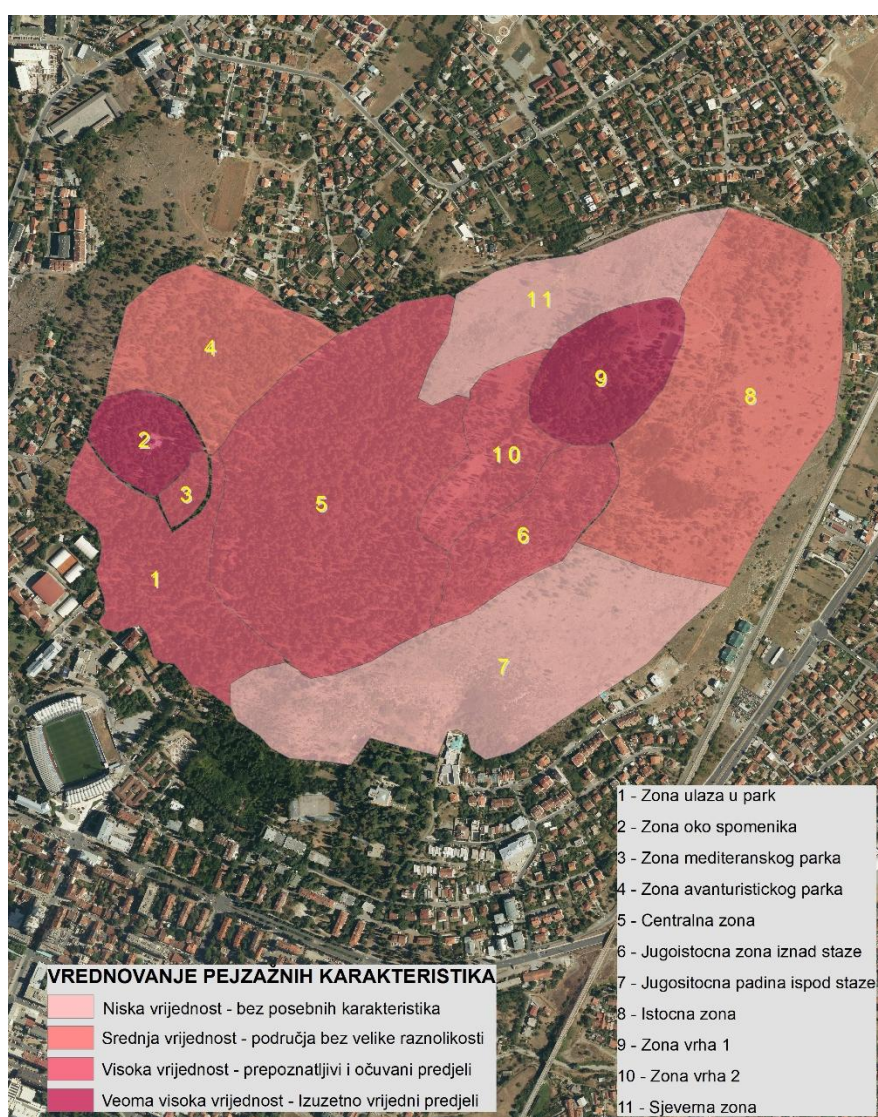 11
4
9
8
2
10
3
5
6
1
7
1 - Zona ulaza u park
2 - Zona oko spomenika
3 - Zona mediteranskog parka
4 - Zona avanturistickog parka
5 - Centralna zona
6 - Jugoistocna zona iznad staze
7 - Jugositocna padina ispod staze
8 - Istocna zona
9 - Zona vrha 1
10 - Zona vrha 2
11 - Sjeverna zona
VREDNOVANJE PEJZAŽNIH KARAKTERISTIKA
Niska vrijednost - bez posebnih karakteristika
Srednja vrijednost - područja bez velike raznolikosti
Visoka vrijednost - prepoznatljivi i očuvani predjeli
Veoma visoka vrijednost - Izuzetno vrijedni predjeli